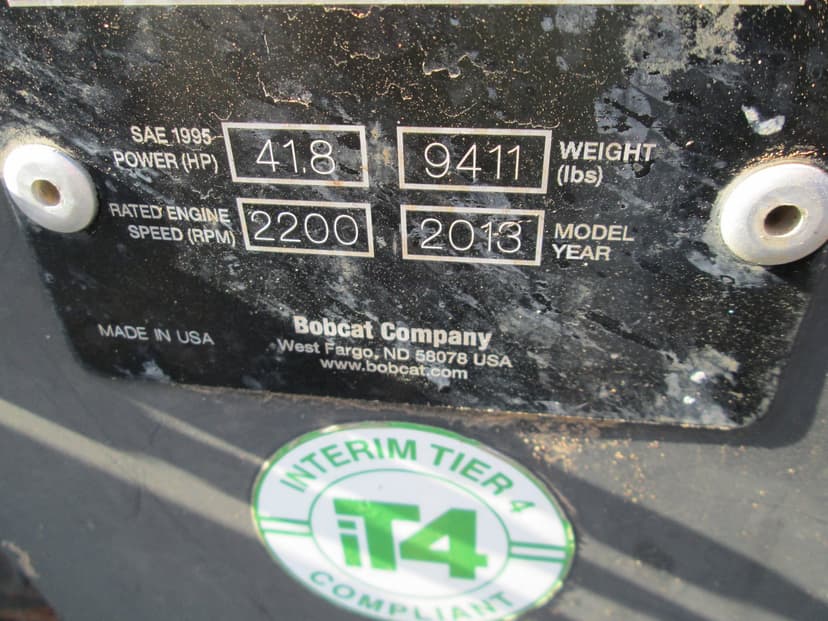 SAE 1995 POWER (HP) 41.8 9411 WEIGHT (lbs)
RATED ENGINE SPEED (RPM) 2200 2013 MODEL YEAR
MADE IN USA
Bobcat Company
West Fargo, ND 58078 USA
www.bobcat.com
INTERIM TIER 4
iT4
COMPLIANT